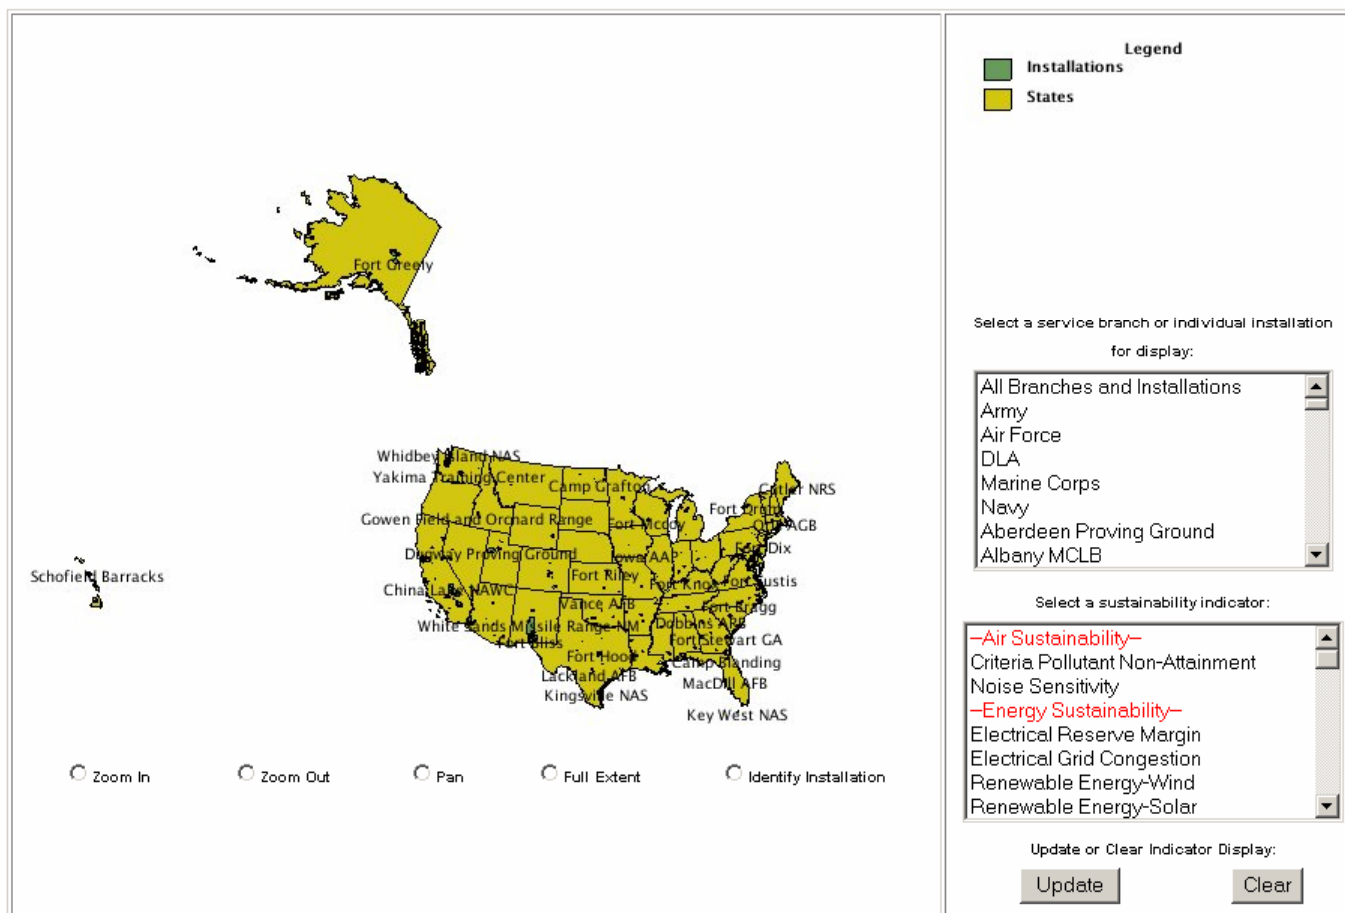 Legend
Installations
States
Fort Greely
Whidbey Island NAS
Yakima Training Center
Camp Grafton
Cutler NRS
Fort Drum
Gowen Field and Orchard Range
Fort Mccoy
Otis AGB
Dugway Proving Ground
Iowa AAP
Fort Dix
Schofield Barracks
Fort Riley
Fort Knox
Fort Eustis
China Lake NAWC
Vance AFB
Fort Bragg
White Sands Missile Range NM
Dobbins ARB
Fort Bliss
Fort Stewart GA
Fort Hood
Camp Blanding
Lackland AFB
MacDill AFB
Kingsville NAS
Key West NAS
Zoom In
Zoom Out
Pan
Full Extent
Identify Installation
Select a service branch or individual installation
for display:
All Branches and Installations
Army
Air Force
DLA
Marine Corps
Navy
Aberdeen Proving Ground
Albany MCLB
Select a sustainability indicator:
–Air Sustainability–
Criteria Pollutant Non-Attainment
Noise Sensitivity
–Energy Sustainability–
Electrical Reserve Margin
Electrical Grid Congestion
Renewable Energy-Wind
Renewable Energy-Solar
Update or Clear Indicator Display:
Update
Clear